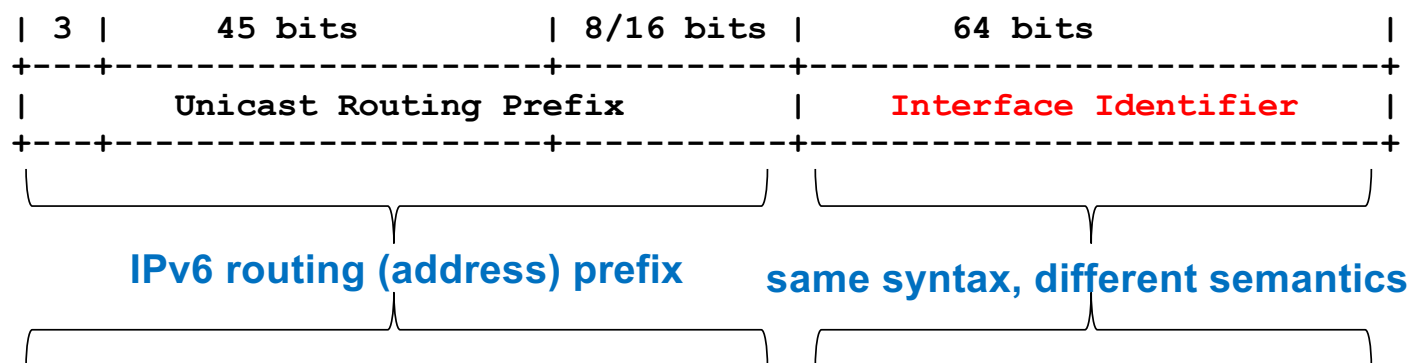 | 3 | 45 bits | 8/16 bits | 64 bits |
+---+---------------------+-----------+----------------------------+
| Unicast Routing Prefix | Interface Identifier |
+---+---------------------+-----------+----------------------------+
IPv6 routing (address) prefix same syntax, different semantics